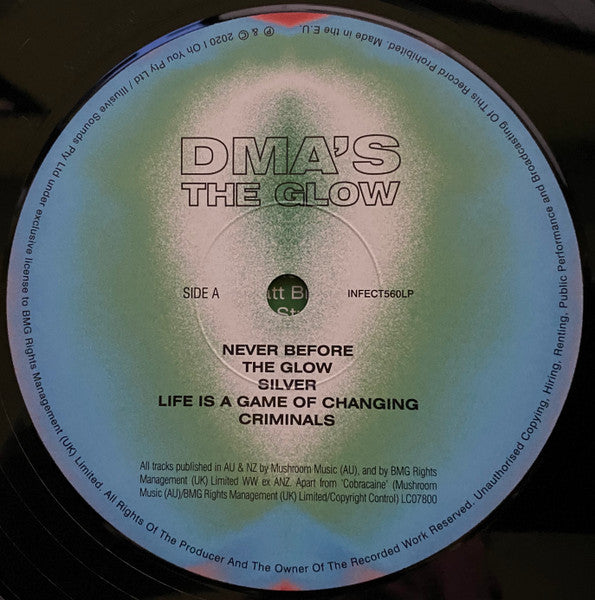 DMA'S
THE GLOW
SIDE A
INFECT560LP
NEVER BEFORE
THE GLOW
SILVER
LIFE IS A GAME OF CHANGING
CRIMINALS
All tracks published in AU & NZ by Mushroom Music (AU), and by BMG Rights
Management (UK) Limited WW ex ANZ. Apart from 'Cobracaine' (Mushroom
Music (AU)/BMG Rights Management (UK) Limited/Copyright Control) LC07800
℗ & © 2020 I Oh You Pty Ltd / Illusive Sounds Pty Ltd under exclusive license to BMG Rights Management (UK) Limited. All Rights Of The Producer And The Owner Of The Recorded Work Reserved. Unauthorised Copying, Hiring, Renting, Public Performance and Broadcasting Of This Record Prohibited. Made in the E.U.